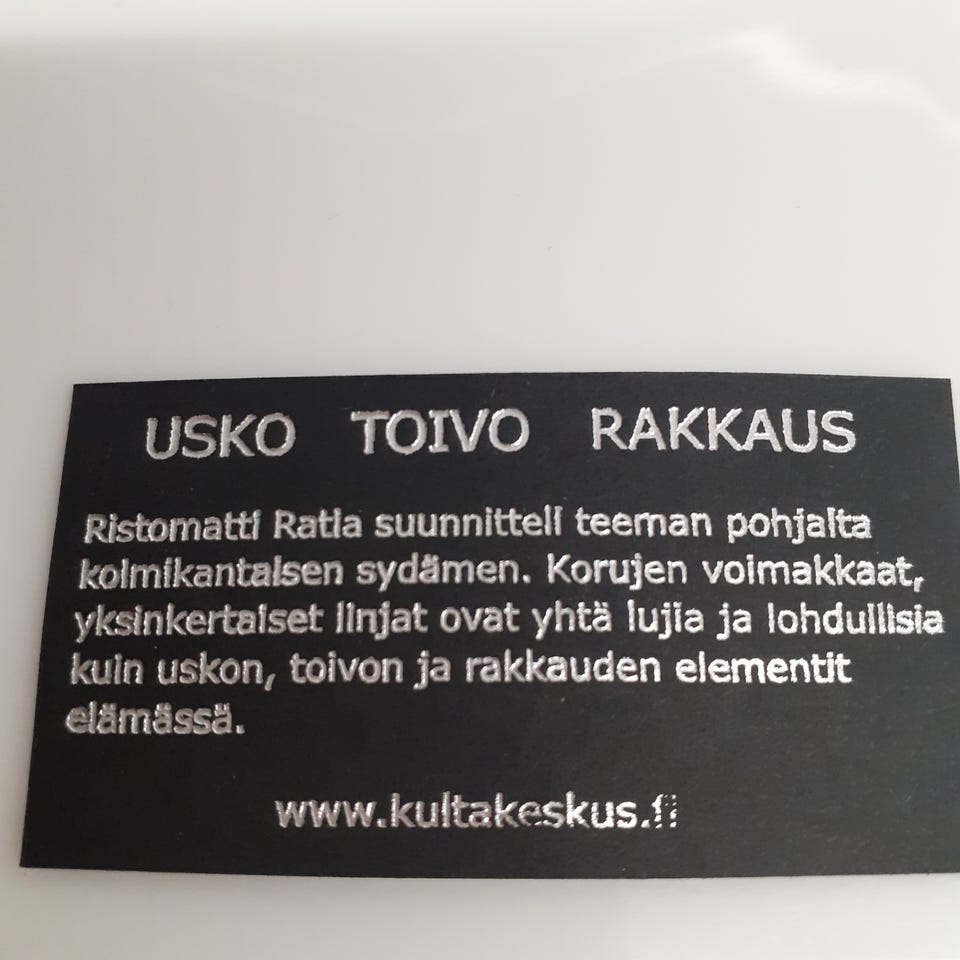 USKO TOIVO RAKKAUS
Ristomatti Ratia suunnitteli teeman pohjalta
kolmikantaisen sydämen. Korujen voimakkaat,
yksinkertaiset linjat ovat yhtä lujia ja lohdullisia
kuin uskon, toivon ja rakkauden elementit
elämässä.
www.kultakeskus.fi